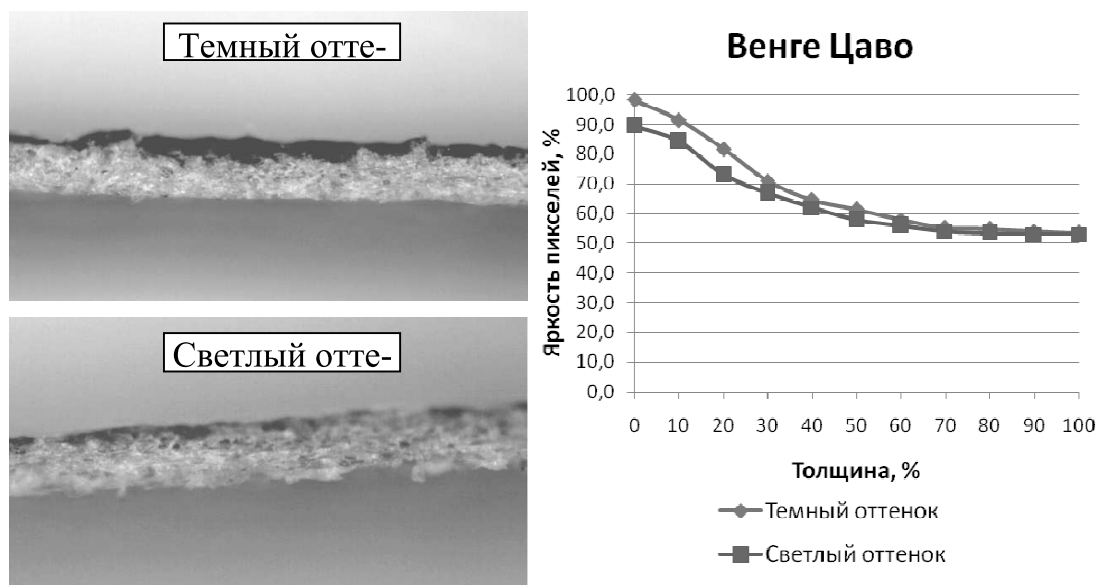 Темный отте-
Светлый отте-
Венге Цаво
Яркость пикселей, %
100,0
90,0
80,0
70,0
60,0
50,0
40,0
30,0
20,0
10,0
0,0
0 10 20 30 40 50 60 70 80 90 100
Толщина, %
Темный оттенок
Светлый оттенок